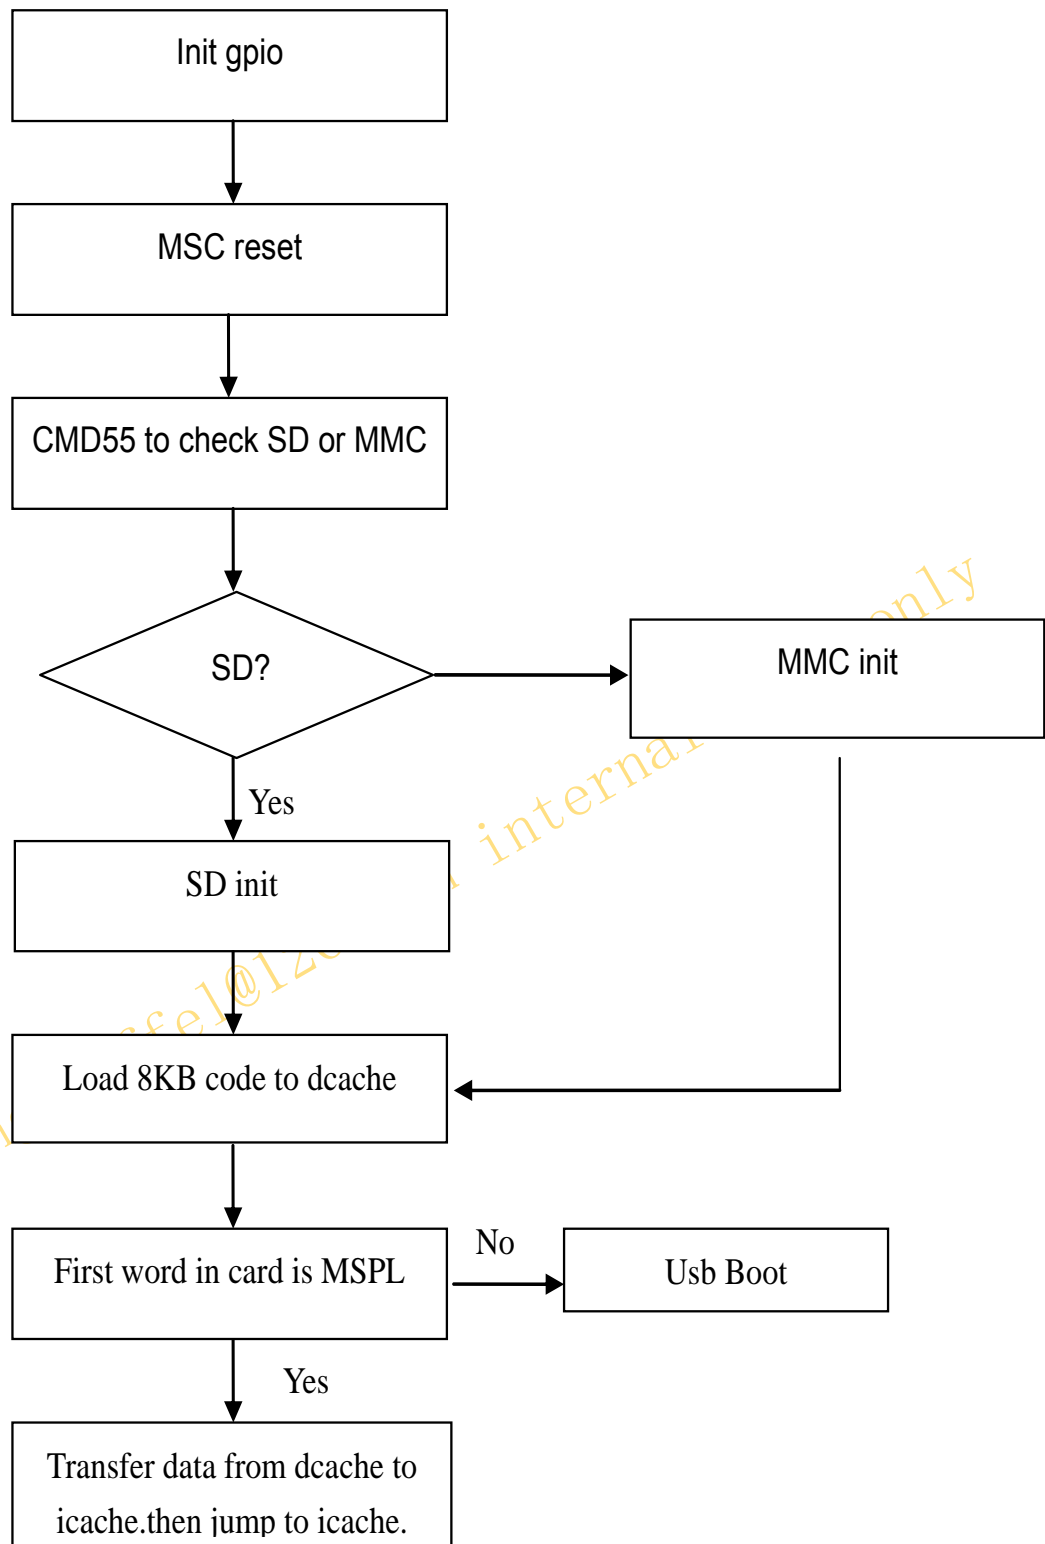 Init gpio
MSC reset
CMD55 to check SD or MMC
only
SD?
MMC init
internal
Yes
SD init
Load 8KB code to dcache
First word in card is MSPL
No
Usb Boot
Yes
Transfer data from dcache to
icache.then jump to icache.